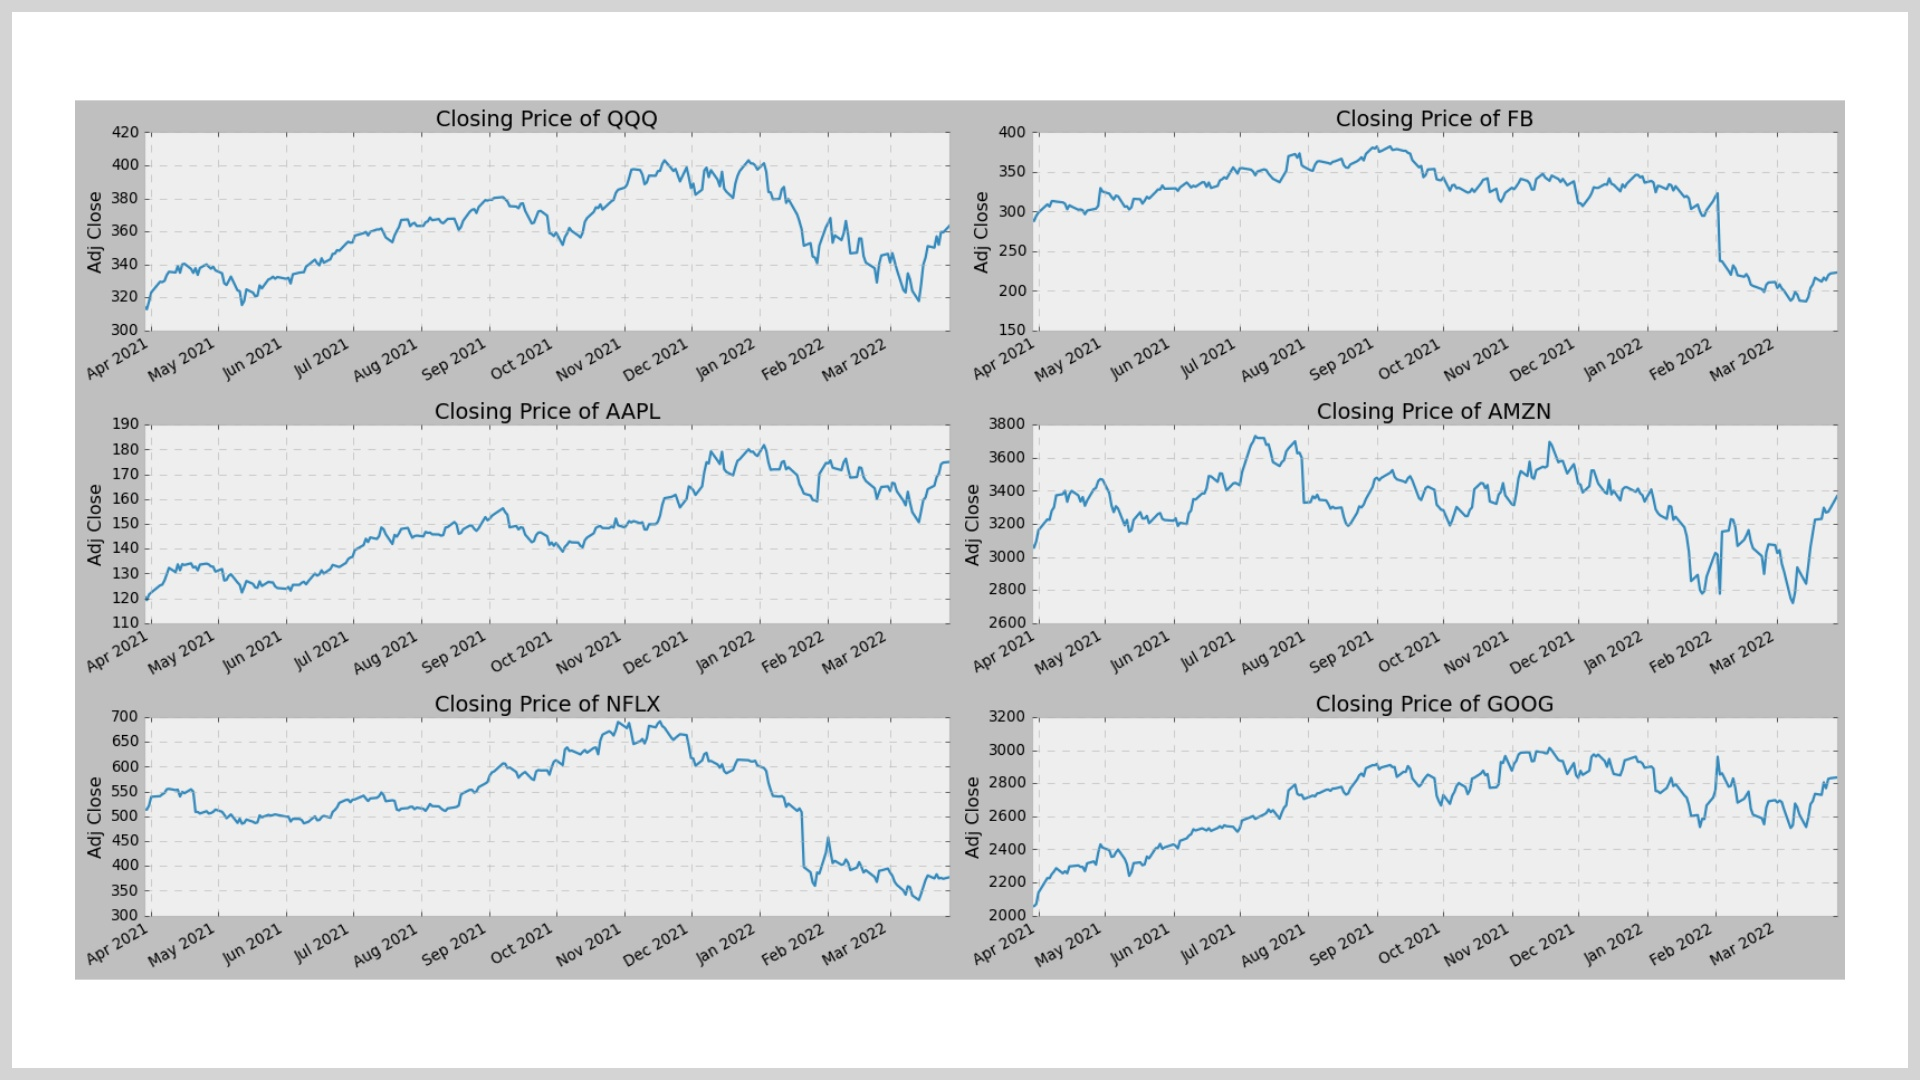 Closing Price of QQQ
Adj Close
420
400
380
360
340
320
300
Apr 2021 May 2021 Jun 2021 Jul 2021 Aug 2021 Sep 2021 Oct 2021 Nov 2021 Dec 2021 Jan 2022 Feb 2022 Mar 2022
Closing Price of FB
Adj Close
400
350
300
250
200
150
Apr 2021 May 2021 Jun 2021 Jul 2021 Aug 2021 Sep 2021 Oct 2021 Nov 2021 Dec 2021 Jan 2022 Feb 2022 Mar 2022
Closing Price of AAPL
Adj Close
190
180
170
160
150
140
130
120
110
Apr 2021 May 2021 Jun 2021 Jul 2021 Aug 2021 Sep 2021 Oct 2021 Nov 2021 Dec 2021 Jan 2022 Feb 2022 Mar 2022
Closing Price of AMZN
Adj Close
3800
3600
3400
3200
3000
2800
2600
Apr 2021 May 2021 Jun 2021 Jul 2021 Aug 2021 Sep 2021 Oct 2021 Nov 2021 Dec 2021 Jan 2022 Feb 2022 Mar 2022
Closing Price of NFLX
Adj Close
700
650
600
550
500
450
400
350
300
Apr 2021 May 2021 Jun 2021 Jul 2021 Aug 2021 Sep 2021 Oct 2021 Nov 2021 Dec 2021 Jan 2022 Feb 2022 Mar 2022
Closing Price of GOOG
Adj Close
3200
3000
2800
2600
2400
2200
2000
Apr 2021 May 2021 Jun 2021 Jul 2021 Aug 2021 Sep 2021 Oct 2021 Nov 2021 Dec 2021 Jan 2022 Feb 2022 Mar 2022